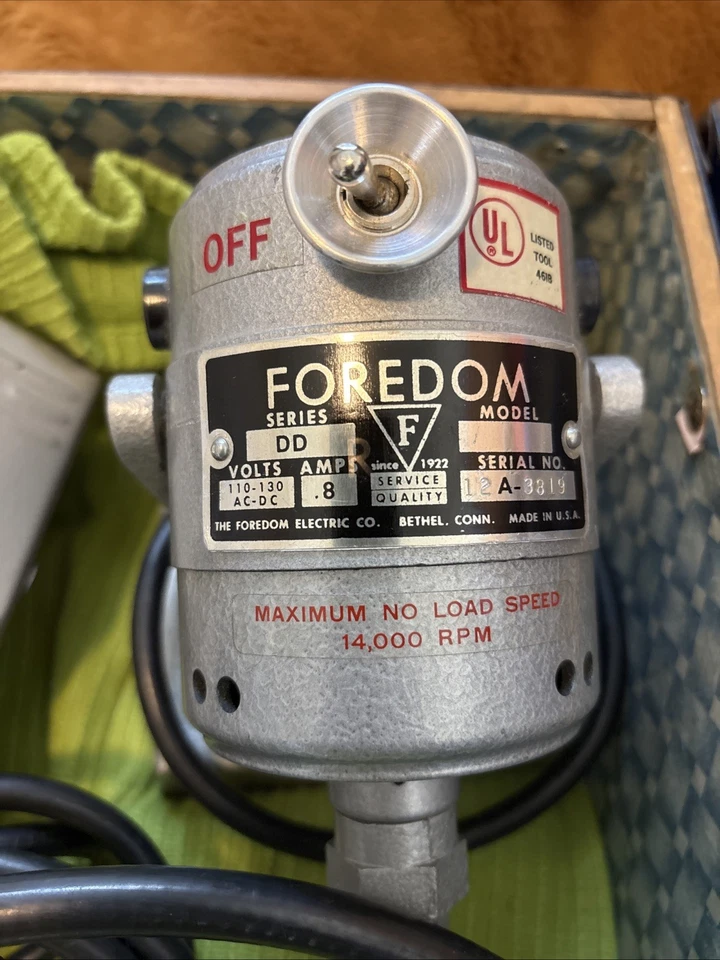 OFF
UL
®
LISTED
TOOL
461B
FOREDOM
SERIES
DD
R
F
MODEL
VOLTS
110-130
AC-DC
AMPS
.8
since 1922
SERVICE
QUALITY
SERIAL NO.
12 A-3819
THE FOREDOM ELECTRIC CO. BETHEL. CONN. MADE IN U.S.A.
MAXIMUM NO LOAD SPEED
14,000 RPM